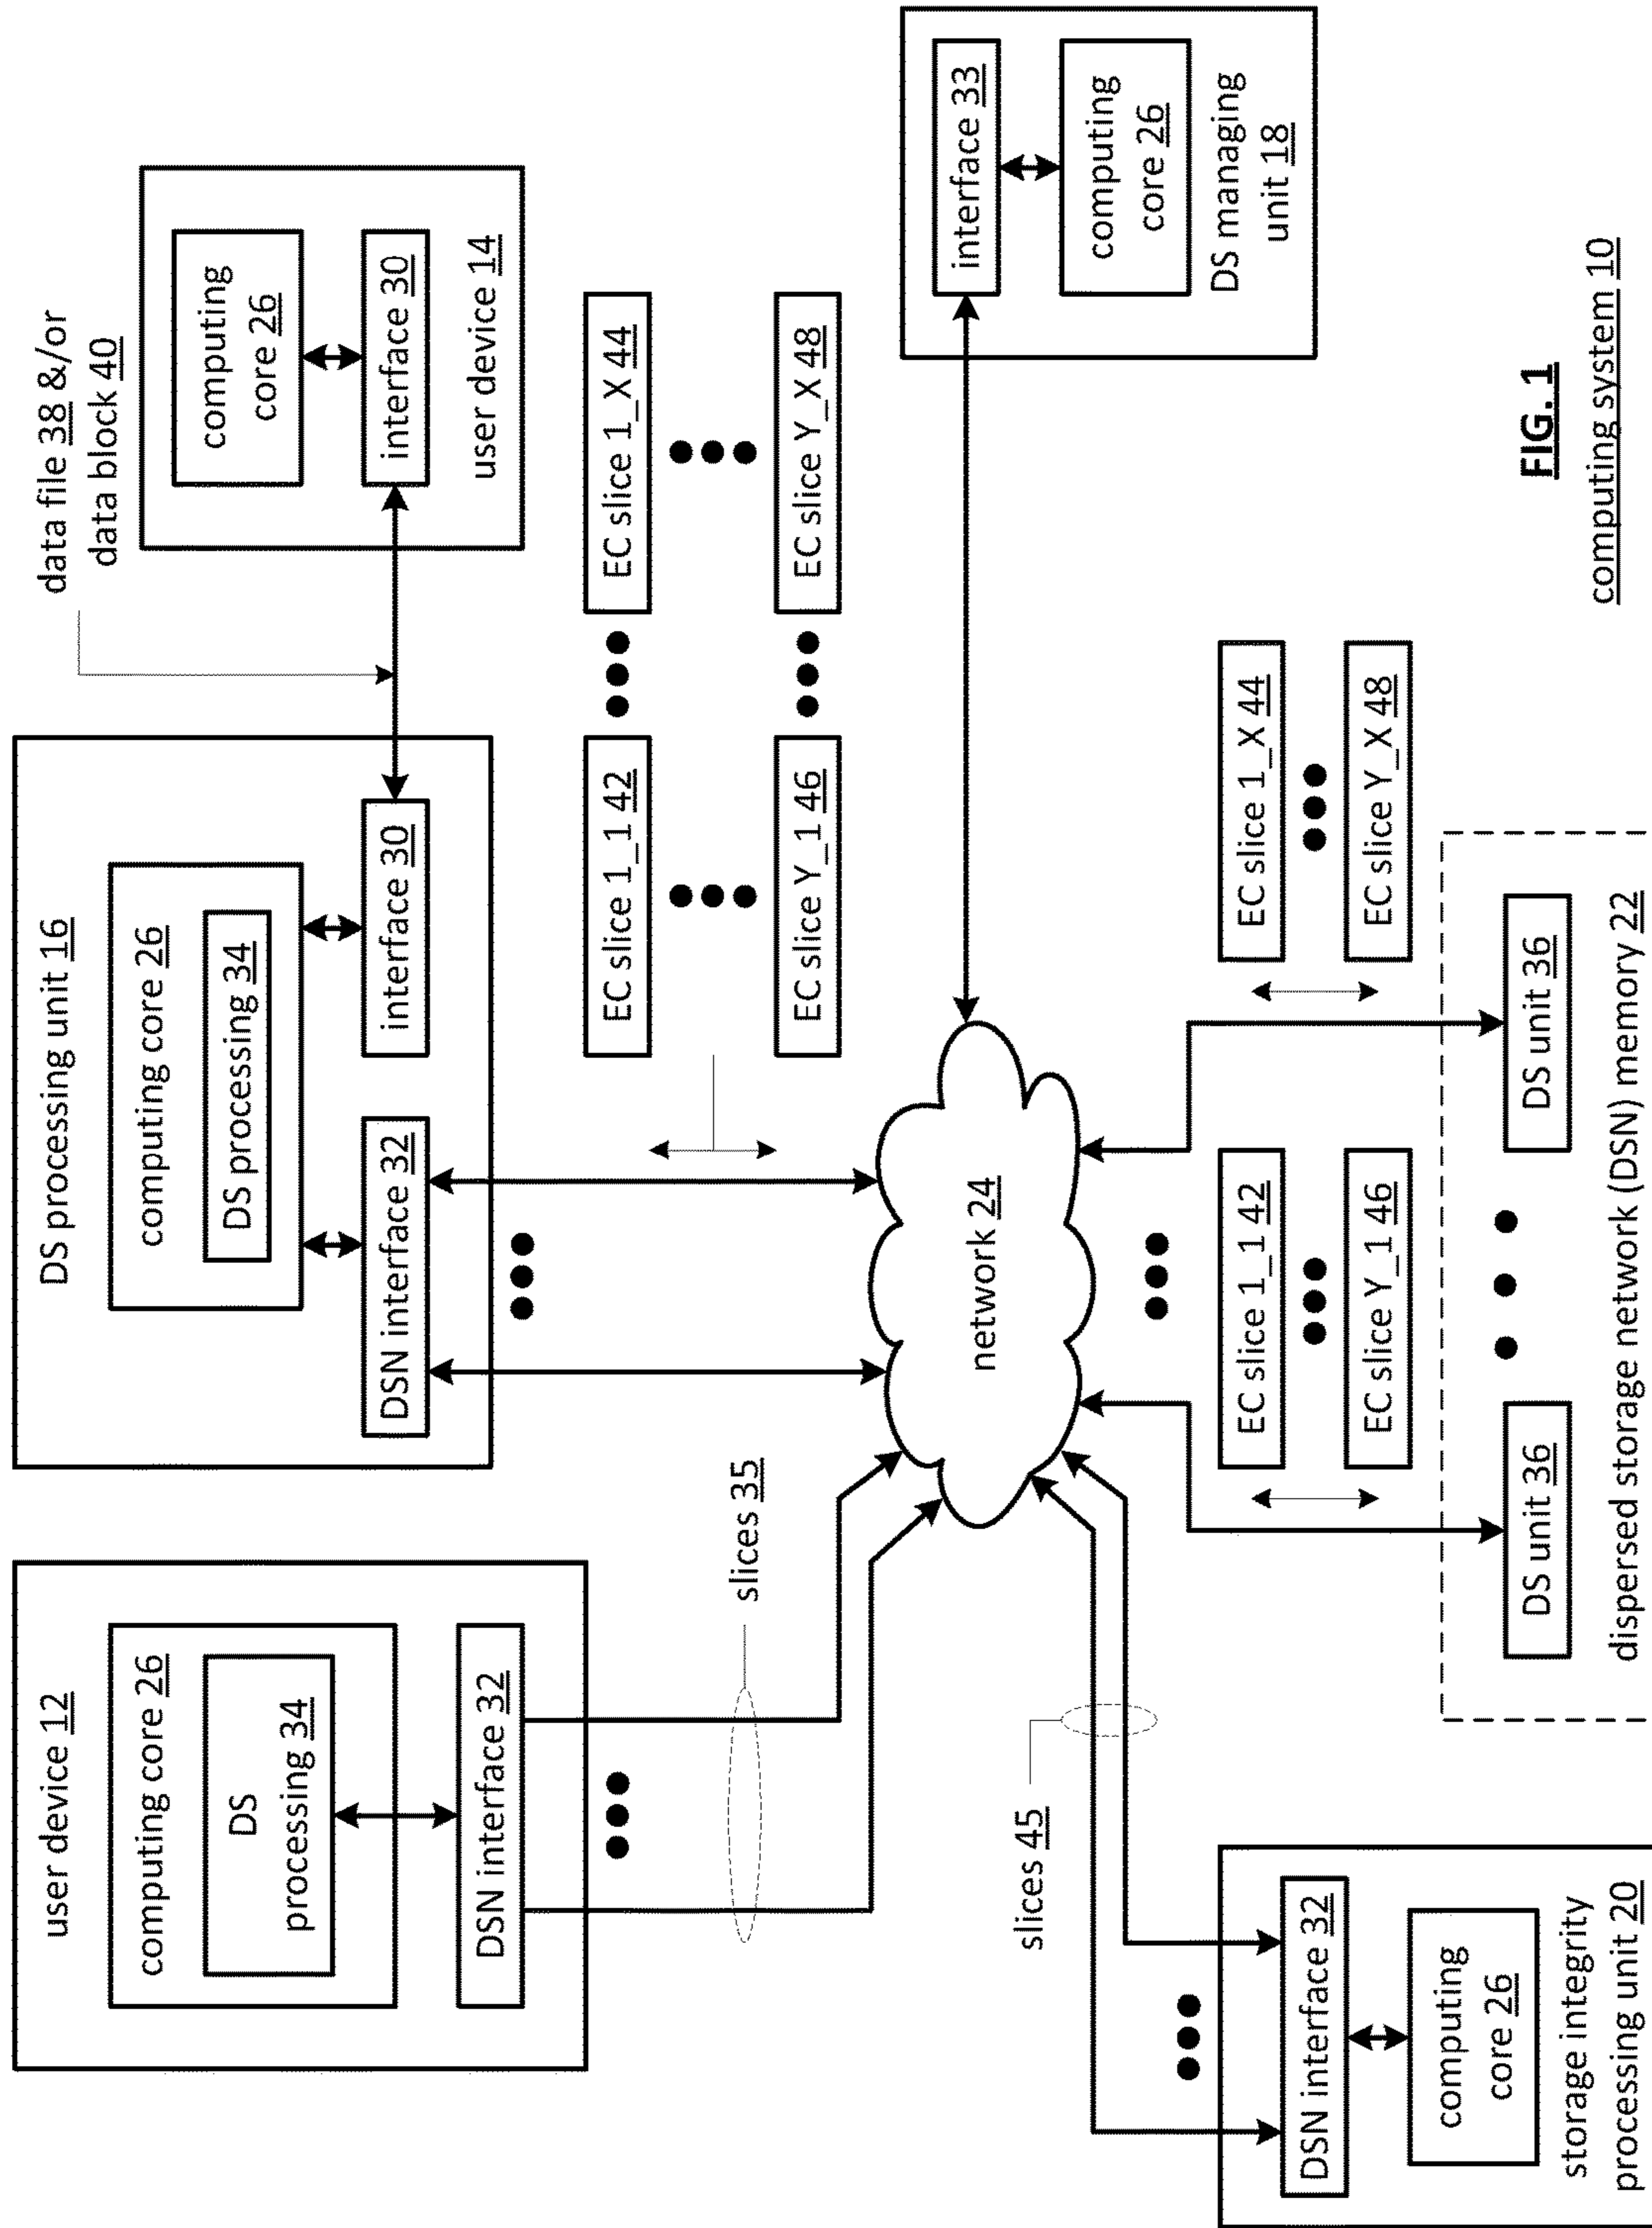 user device 12
computing core 26
DS
processing 34
DSN interface 32
slices 35
DS processing unit 16
computing core 26
DS processing 34
DSN interface 32
interface 30
data file 38 &/or
data block 40
computing
core 26
interface 30
user device 14
EC slice 1_1 42
EC slice 1_X 44
EC slice Y_1 46
EC slice Y_X 48
network 24
interface 33
computing
core 26
DS managing
unit 18
slices 45
DSN interface 32
computing
core 26
storage integrity
processing unit 20
EC slice 1_1 42
EC slice Y_1 46
EC slice 1_X 44
EC slice Y_X 48
DS unit 36
DS unit 36
dispersed storage network (DSN) memory 22
FIG. 1
computing system 10